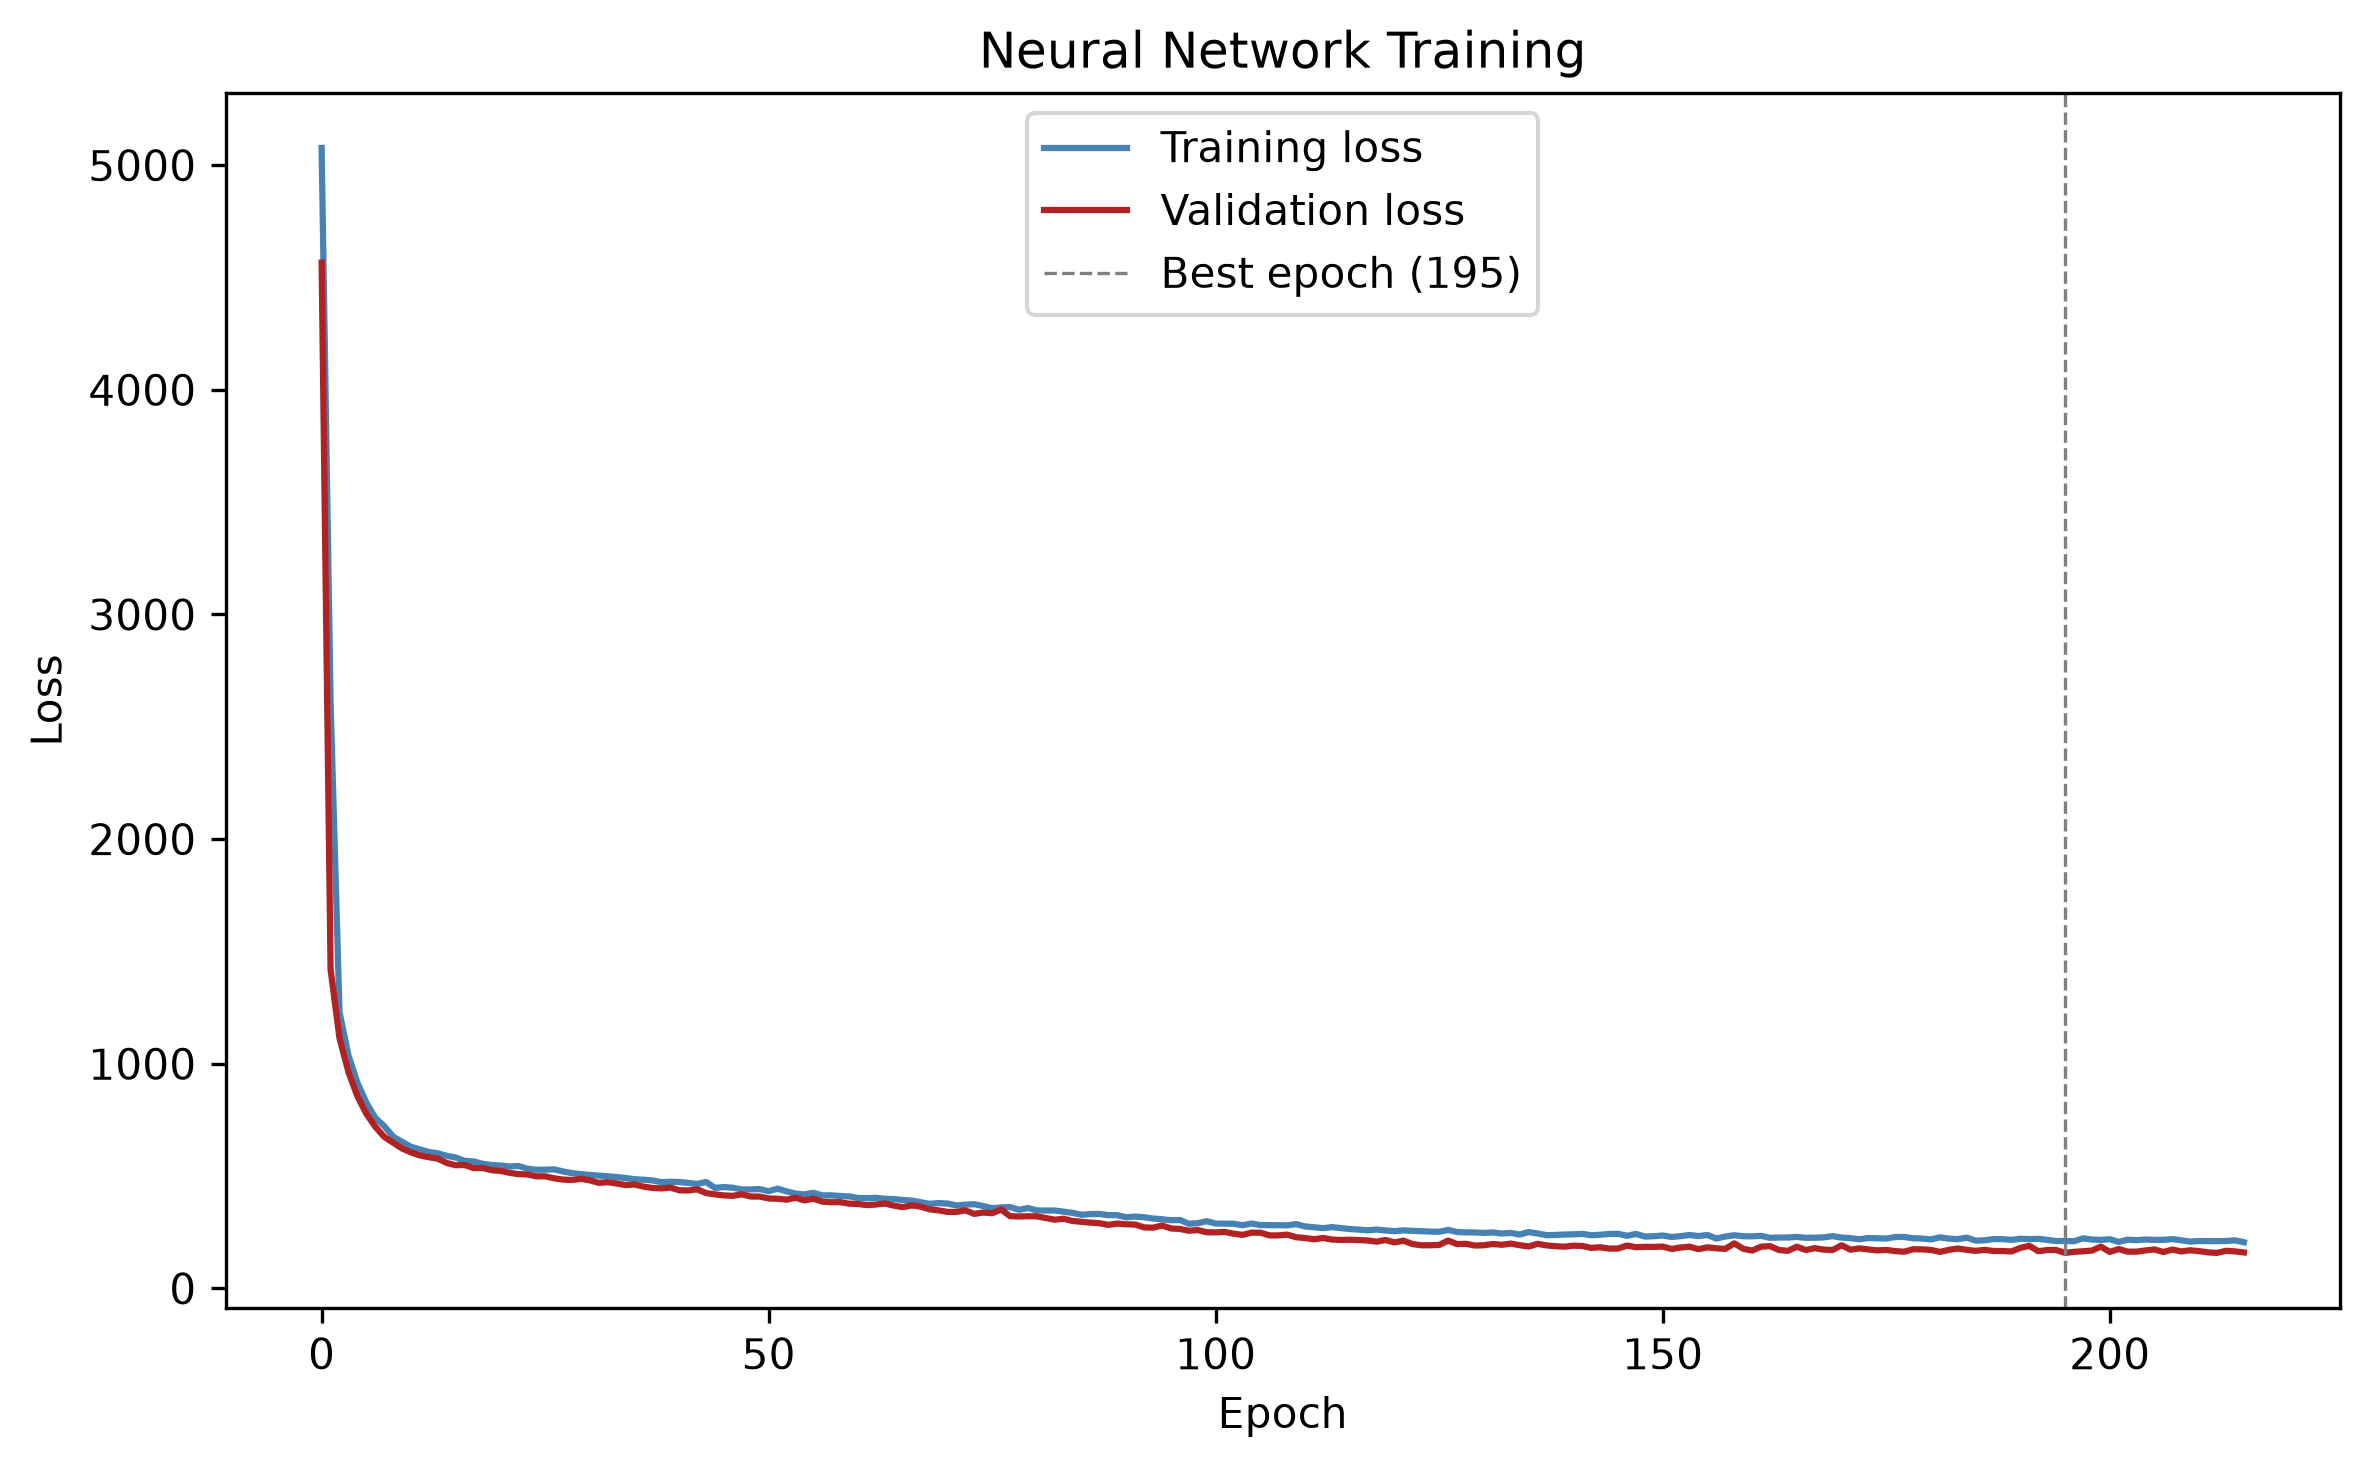 Neural Network Training
Training loss
Validation loss
Best epoch (195)
5000
4000
3000
2000
1000
0
Loss
0 50 100 150 200
Epoch